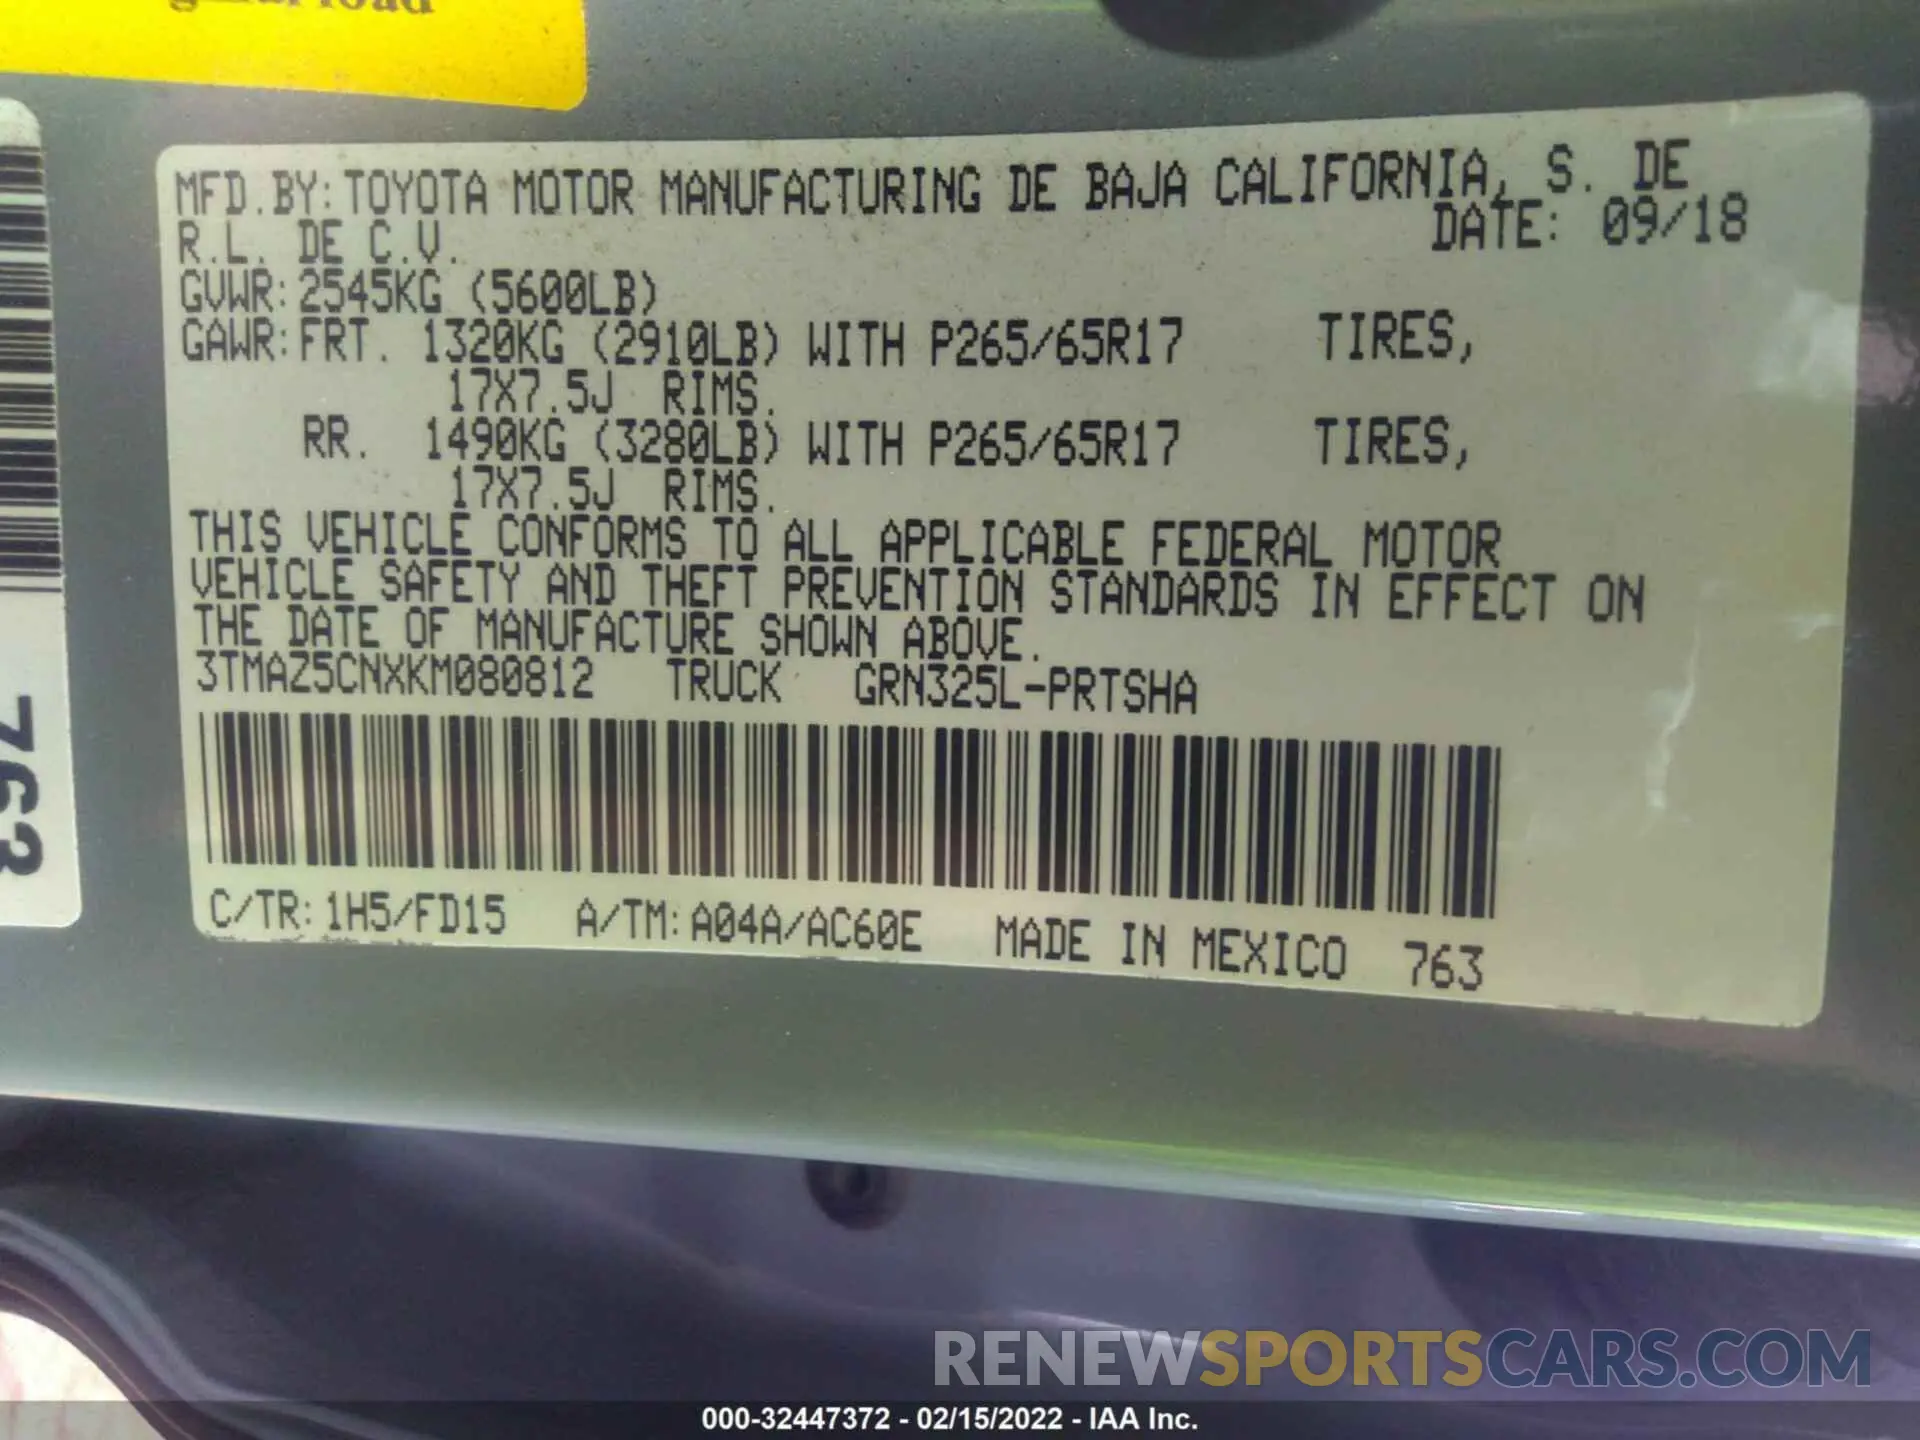 load
MFD.BY:TOYOTA MOTOR MANUFACTURING DE BAJA CALIFORNIA, S. DE
R.L. DE C.V. DATE: 09/18
GVWR:2545KG (5600LB)
GAWR:FRT. 1320KG (2910LB) WITH P265/65R17 TIRES,
17X7.5J RIMS.
RR. 1490KG (3280LB) WITH P265/65R17 TIRES,
17X7.5J RIMS.
THIS VEHICLE CONFORMS TO ALL APPLICABLE FEDERAL MOTOR
VEHICLE SAFETY AND THEFT PREVENTION STANDARDS IN EFFECT ON
THE DATE OF MANUFACTURE SHOWN ABOVE.
3TMAZ5CNXKM080812 TRUCK GRN325L-PRTSHA
C/TR:1H5/FD15 A/TM:A04A/AC60E MADE IN MEXICO 763
763
RENEWSPORTSCARS.COM
000-32447372 - 02/15/2022 - IAA Inc.